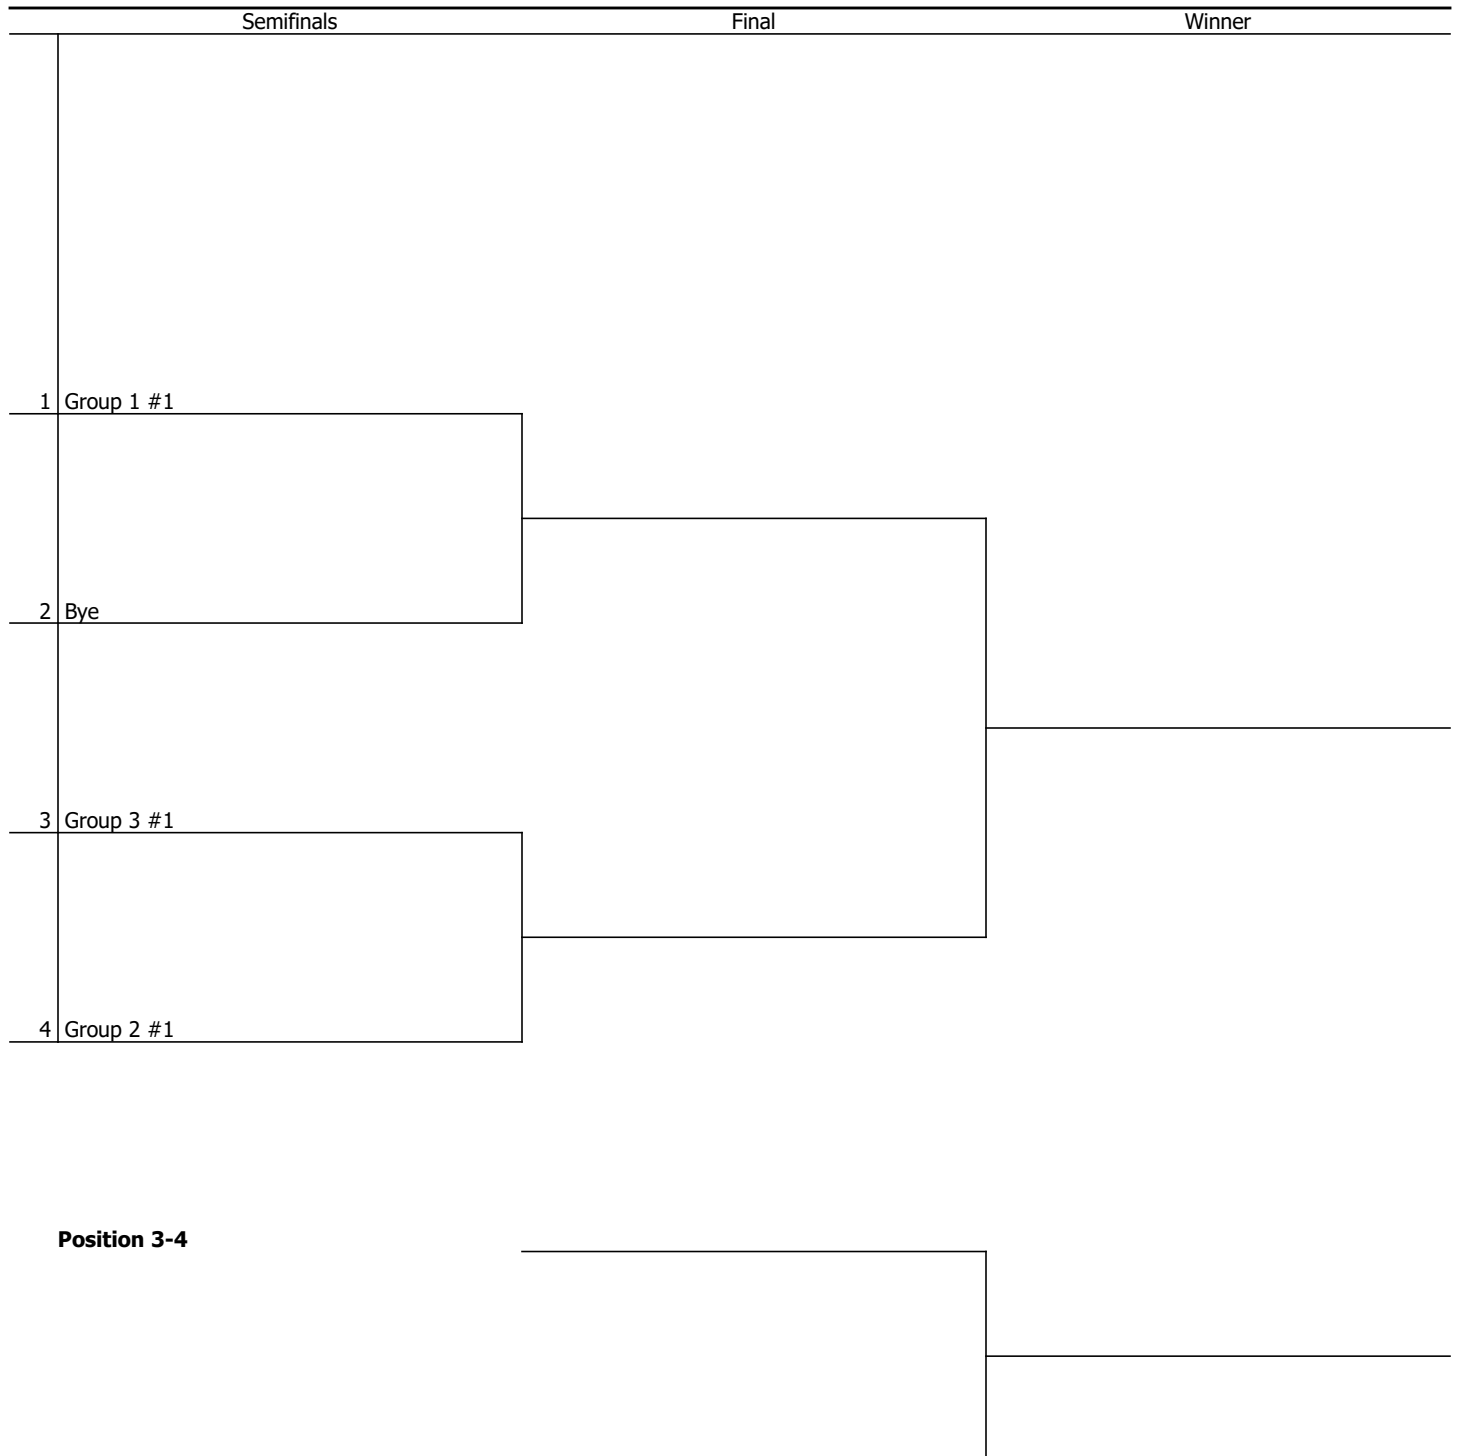 Semifinals Final Winner
1 Group 1 #1
2 Bye
3 Group 3 #1
4 Group 2 #1
Position 3-4